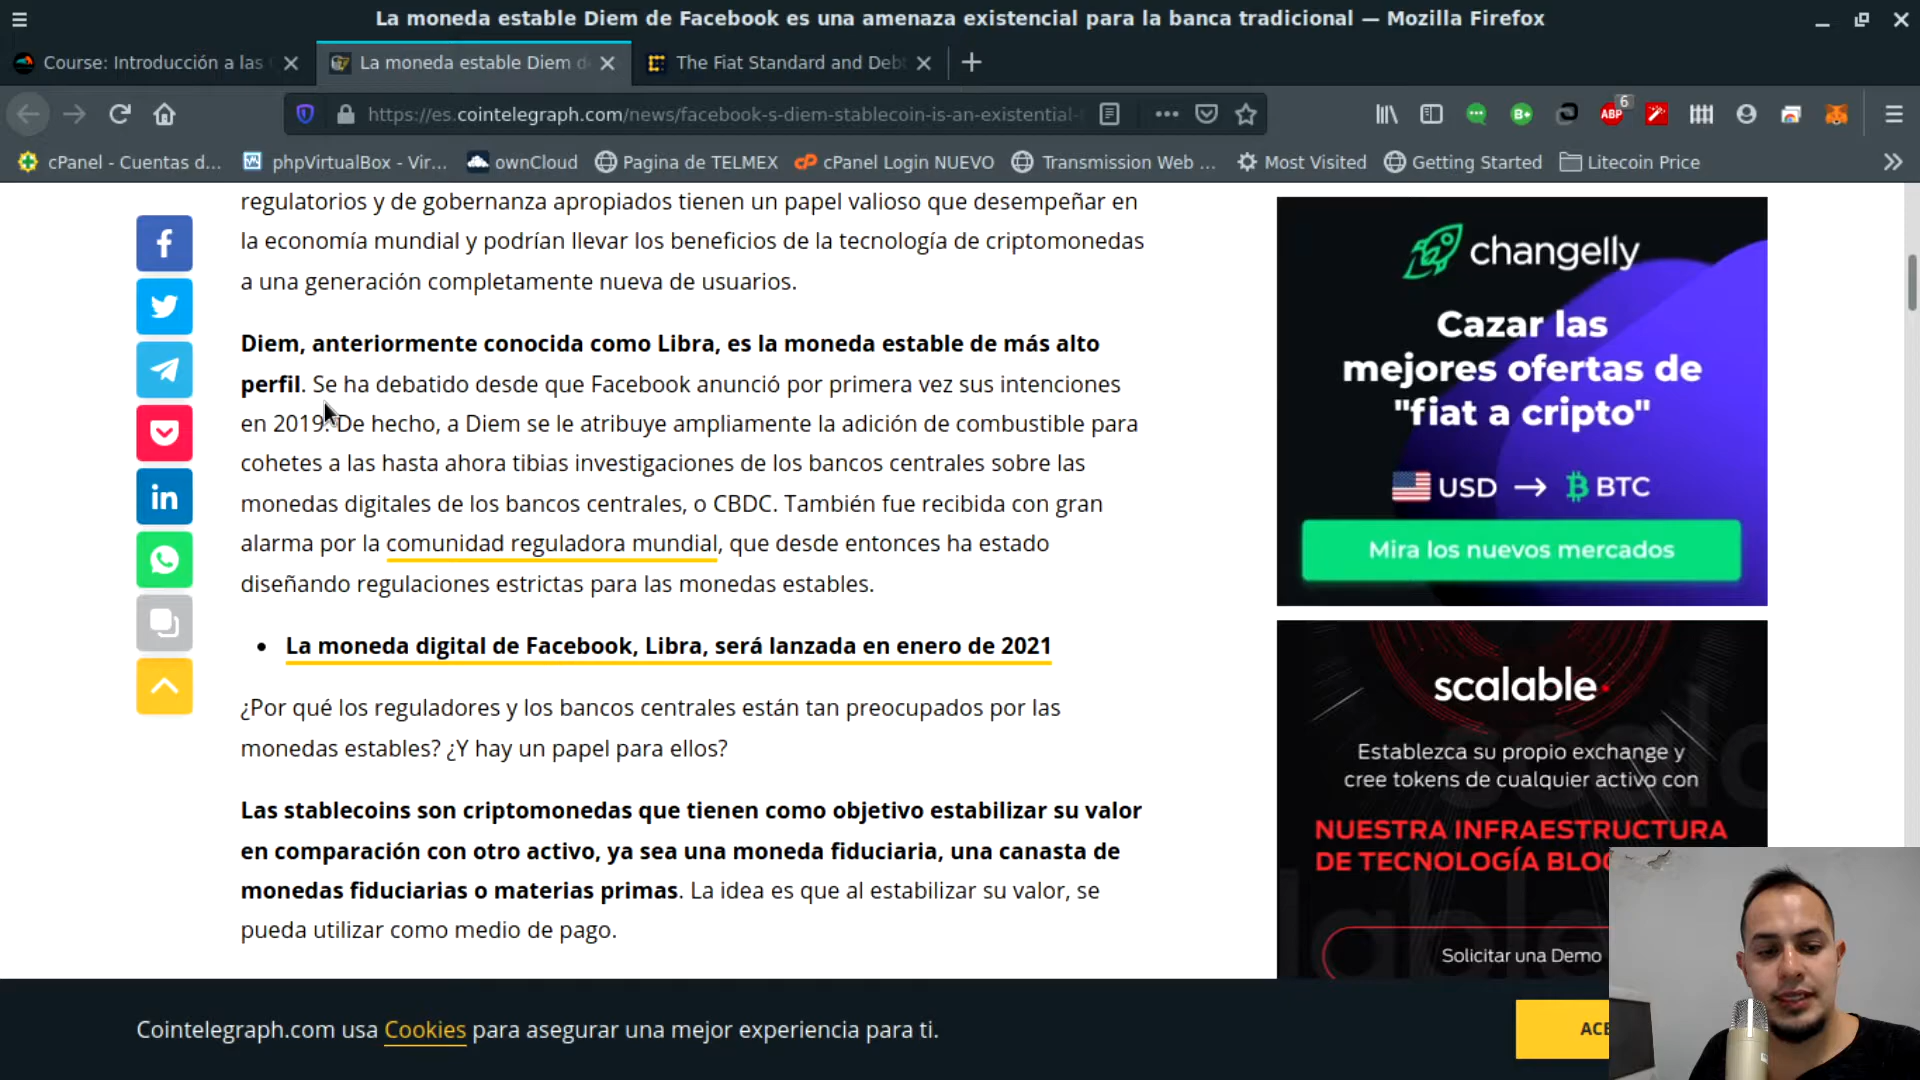 La moneda estable Diem de Facebook es una amenaza existencial para la banca tradicional — Mozilla Firefox
Course: Introducción a las
La moneda estable Diem d
The Fiat Standard and Deb
https://es.cointelegraph.com/news/facebook-s-diem-stablecoin-is-an-existential-
ABP
6
cPanel - Cuentas d...
phpVirtualBox - Vir...
ownCloud
Pagina de TELMEX
cPanel Login NUEVO
Transmission Web ...
Most Visited
Getting Started
Litecoin Price
regulatorios y de gobernanza apropiados tienen un papel valioso que desempeñar en
la economía mundial y podrían llevar los beneficios de la tecnología de criptomonedas
a una generación completamente nueva de usuarios.
Diem, anteriormente conocida como Libra, es la moneda estable de más alto
perfil. Se ha debatido desde que Facebook anunció por primera vez sus intenciones
en 2019. De hecho, a Diem se le atribuye ampliamente la adición de combustible para
cohetes a las hasta ahora tibias investigaciones de los bancos centrales sobre las
monedas digitales de los bancos centrales, o CBDC. También fue recibida con gran
alarma por la comunidad reguladora mundial, que desde entonces ha estado
diseñando regulaciones estrictas para las monedas estables.
La moneda digital de Facebook, Libra, será lanzada en enero de 2021
¿Por qué los reguladores y los bancos centrales están tan preocupados por las
monedas estables? ¿Y hay un papel para ellos?
Las stablecoins son criptomonedas que tienen como objetivo estabilizar su valor
en comparación con otro activo, ya sea una moneda fiduciaria, una canasta de
monedas fiduciarias o materias primas. La idea es que al estabilizar su valor, se
pueda utilizar como medio de pago.
changelly
Cazar las
mejores ofertas de
"fiat a cripto"
USD → BTC
Mira los nuevos mercados
scalable
Establezca su propio exchange y
cree tokens de cualquier activo con
NUESTRA INFRAESTRUCTURA
DE TECNOLOGÍA BLO
Solicitar una Demo
Cointelegraph.com usa Cookies para asegurar una mejor experiencia para ti.
ACE